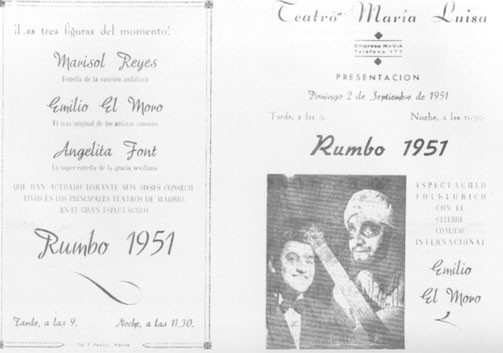 ¡Las tres figuras del momento!
Marisol Reyes
Estrella de la canción andaluza
Emilio El Moro
El más original de los artistas cómicos
Angelita Font
La super estrella de la gracia sevillana
QUE HAN ACTUADO DURANTE SEIS MESES CONSECU-
TIVOS EN LOS PRINCIPALES TEATROS DE MADRID,
EN EL GRAN ESPECTACULO
Rumbo 1951
Tarde, a las 9. Noche, a las 11.30.
Teatro María Luisa
Empresa NAVIA
Teléfono 177
PRESENTACION
Domingo 2 de Septiembre de 1951
Tarde, a las 9. Noche, a las 11:30
Rumbo 1951
ESPECTACULO
FOLKLORICO
CON EL
CELEBRE
COMICO
INTERNACIONAL
Emilio
El Moro